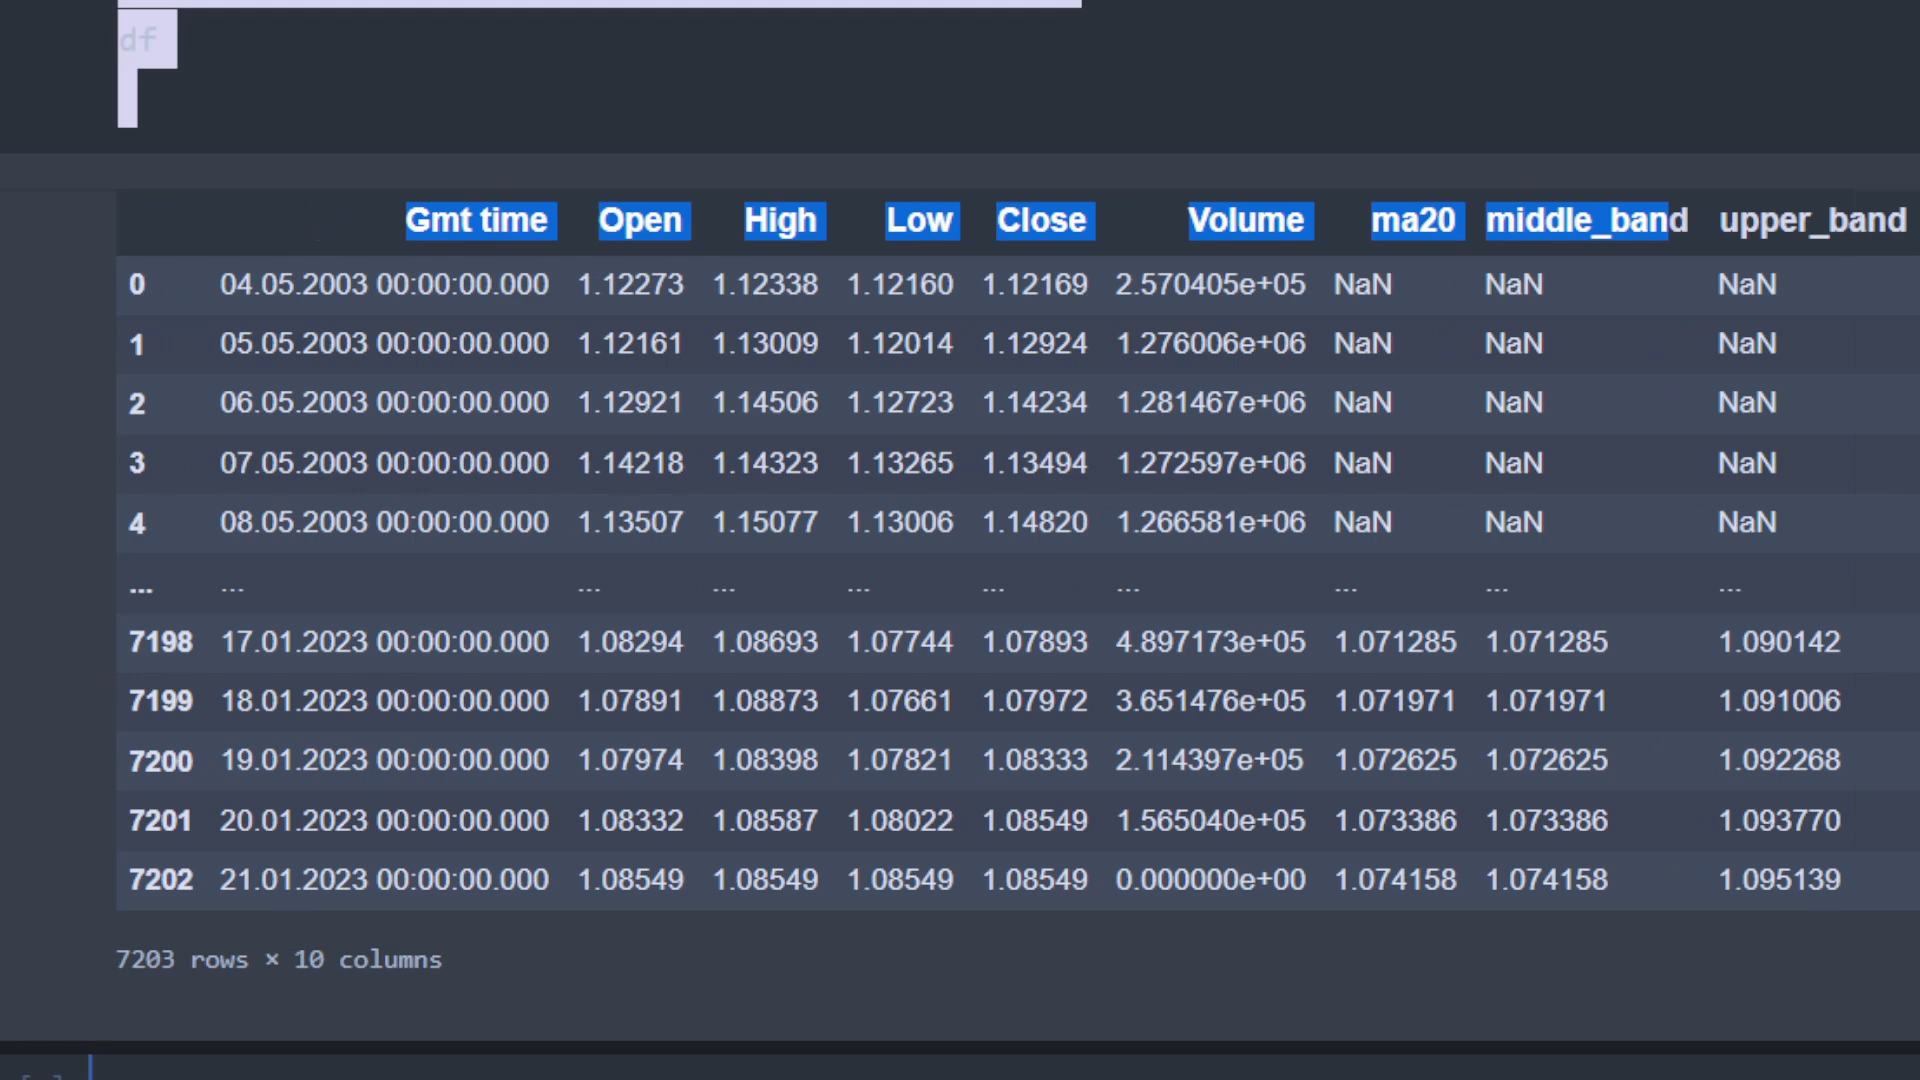 df
Gmt time Open High Low Close Volume ma20 middle_band upper_band
0 04.05.2003 00:00:00.000 1.12273 1.12338 1.12160 1.12169 2.570405e+05 NaN NaN NaN
1 05.05.2003 00:00:00.000 1.12161 1.13009 1.12014 1.12924 1.276006e+06 NaN NaN NaN
2 06.05.2003 00:00:00.000 1.12921 1.14506 1.12723 1.14234 1.281467e+06 NaN NaN NaN
3 07.05.2003 00:00:00.000 1.14218 1.14323 1.13265 1.13494 1.272597e+06 NaN NaN NaN
4 08.05.2003 00:00:00.000 1.13507 1.15077 1.13006 1.14820 1.266581e+06 NaN NaN NaN
... ... ... ... ... ... ... ... ... ...
7198 17.01.2023 00:00:00.000 1.08294 1.08693 1.07744 1.07893 4.897173e+05 1.071285 1.071285 1.090142
7199 18.01.2023 00:00:00.000 1.07891 1.08873 1.07661 1.07972 3.651476e+05 1.071971 1.071971 1.091006
7200 19.01.2023 00:00:00.000 1.07974 1.08398 1.07821 1.08333 2.114397e+05 1.072625 1.072625 1.092268
7201 20.01.2023 00:00:00.000 1.08332 1.08587 1.08022 1.08549 1.565040e+05 1.073386 1.073386 1.093770
7202 21.01.2023 00:00:00.000 1.08549 1.08549 1.08549 1.08549 0.000000e+00 1.074158 1.074158 1.095139
7203 rows × 10 columns